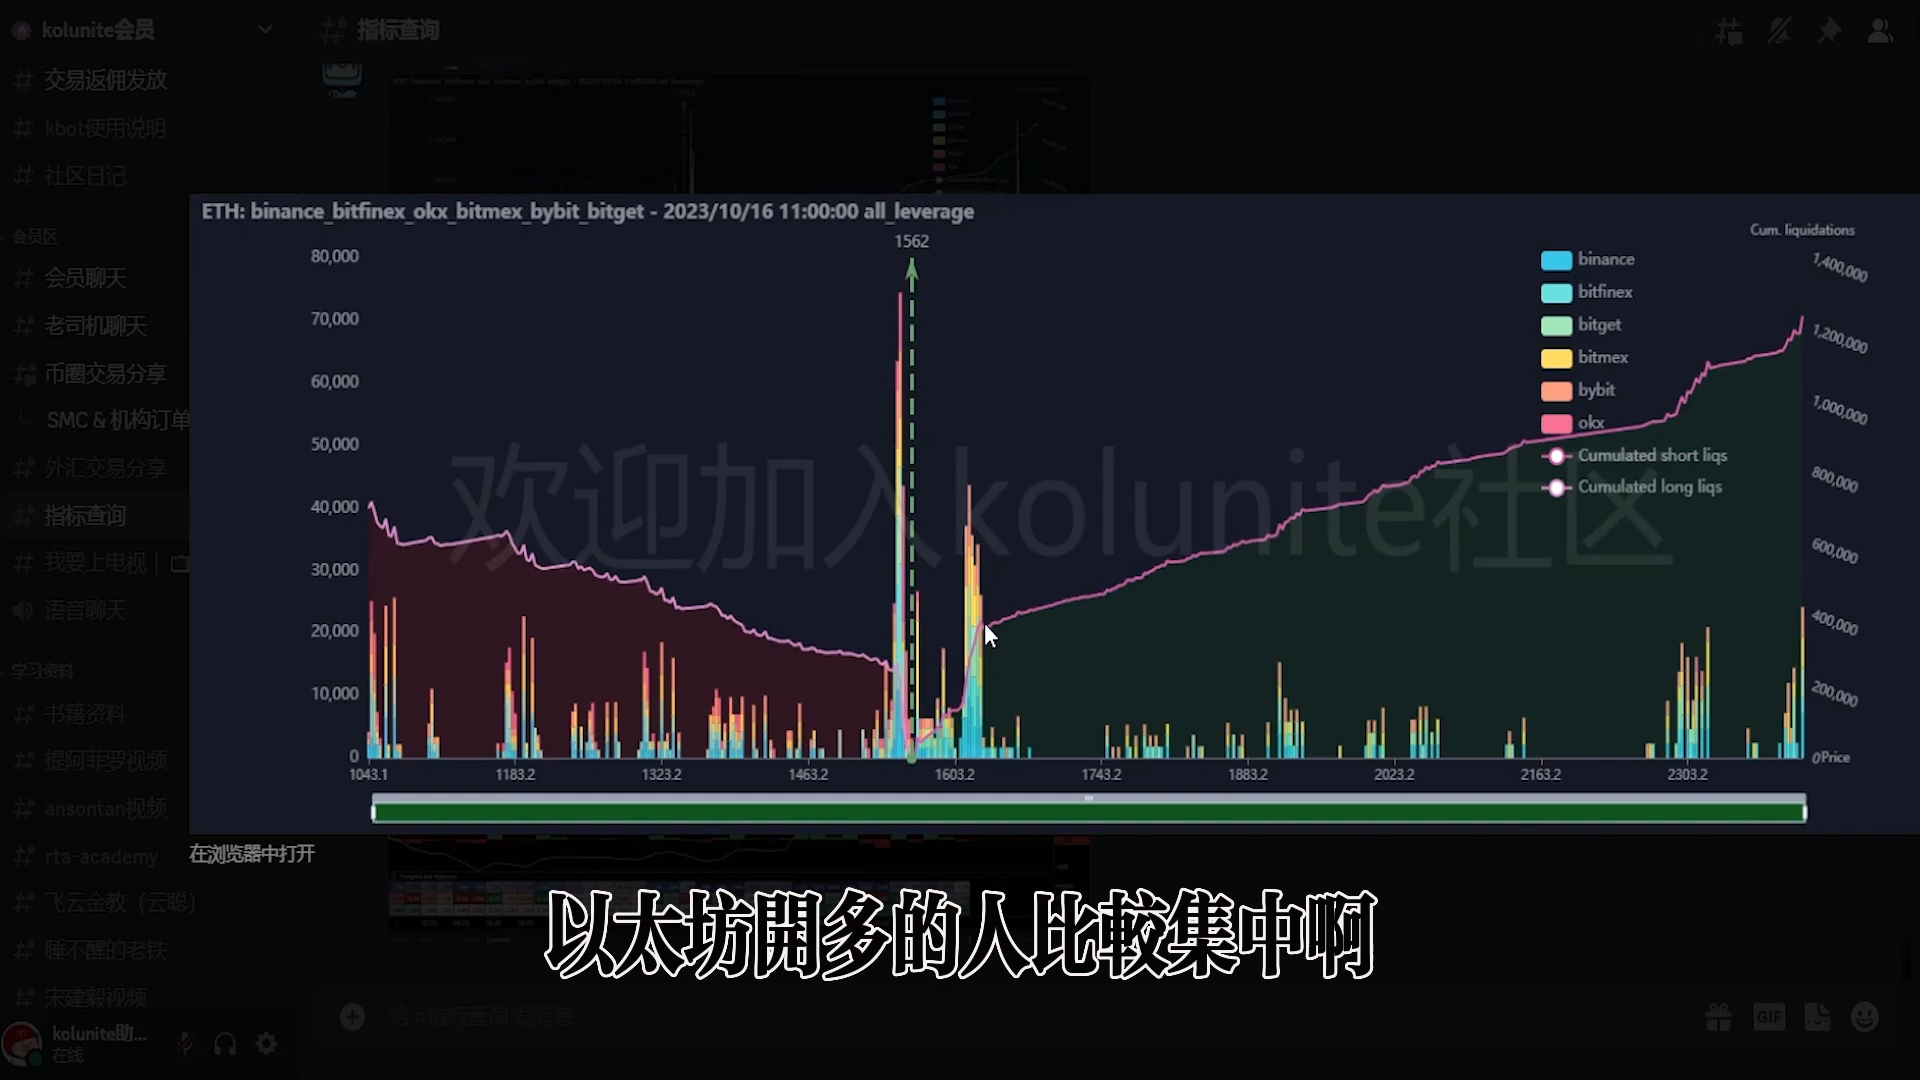 kolunite会员
指标查询
交易返佣发放
kbot使用说明
社区日记
会员区
会员聊天
老司机聊天
币圈交易分享
SMC & 机构订单
外汇交易分享
指标查询
我要上电视 |
语音聊天
学习资料
书籍资料
提阿菲罗视频
ansontan视频
rta-academy
飞云金教（云聪）
睡不醒的老铁
宋建毅视频
kolunite助...
在线
ETH: binance_bitfinex_okx_bitmex_bybit_bitget - 2023/10/16 11:00:00 all_leverage
1562
Cum. liquidations
80,000
70,000
60,000
50,000
40,000
30,000
20,000
10,000
0
binance
bitfinex
bitget
bitmex
bybit
okx
Cumulated short liqs
Cumulated long liqs
1,400,000
1,200,000
1,000,000
800,000
600,000
400,000
200,000
0
Price
1043.1
1183.2
1323.2
1463.2
1603.2
1743.2
1883.2
2023.2
2163.2
2303.2
欢迎加入kolunite社区
在浏览器中打开
以太坊開多的人比較集中啊
GIF